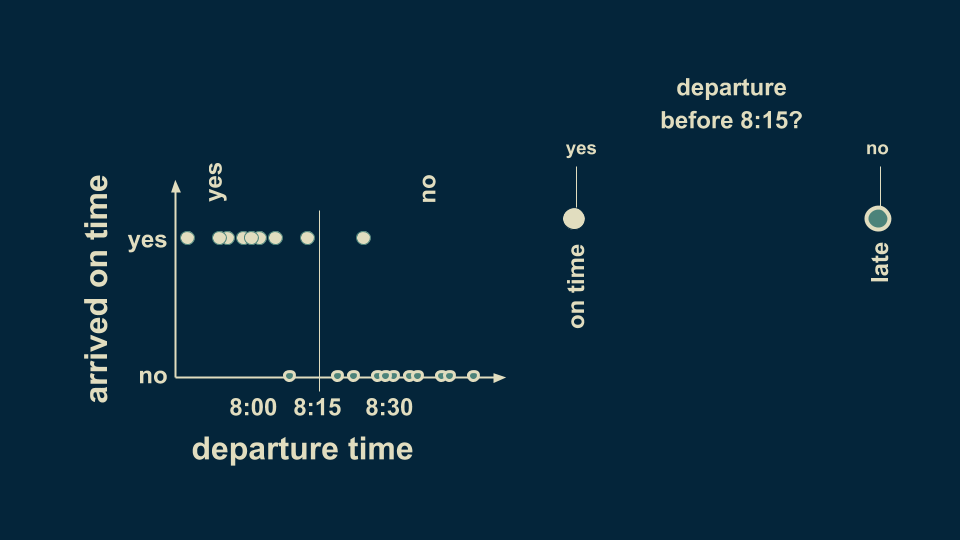 departure
before 8:15?
yes
no
on time
late
yes
no
arrived on time
yes
no
8:00 8:15 8:30
departure time